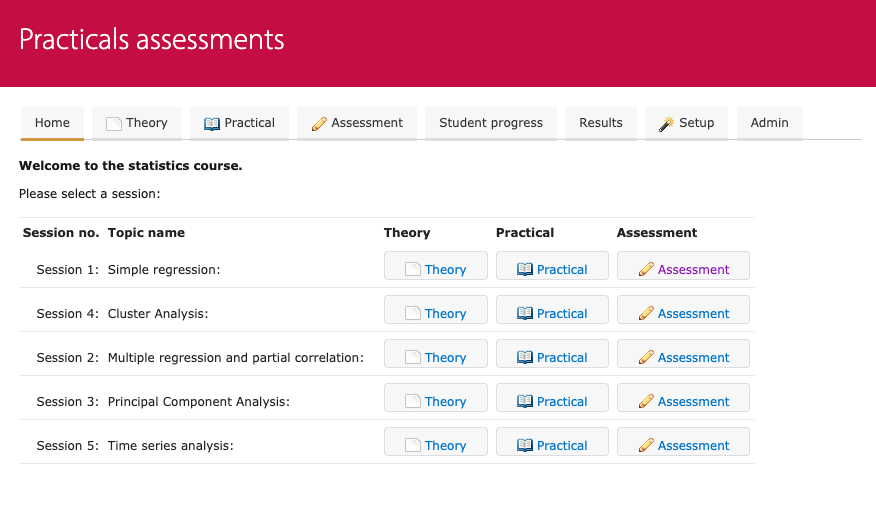 Practicals assessments
Home Theory Practical Assessment Student progress Results Setup Admin
Welcome to the statistics course.
Please select a session:
Session no. Topic name Theory Practical Assessment
Session 1: Simple regression: Theory Practical Assessment
Session 4: Cluster Analysis: Theory Practical Assessment
Session 2: Multiple regression and partial correlation: Theory Practical Assessment
Session 3: Principal Component Analysis: Theory Practical Assessment
Session 5: Time series analysis: Theory Practical Assessment